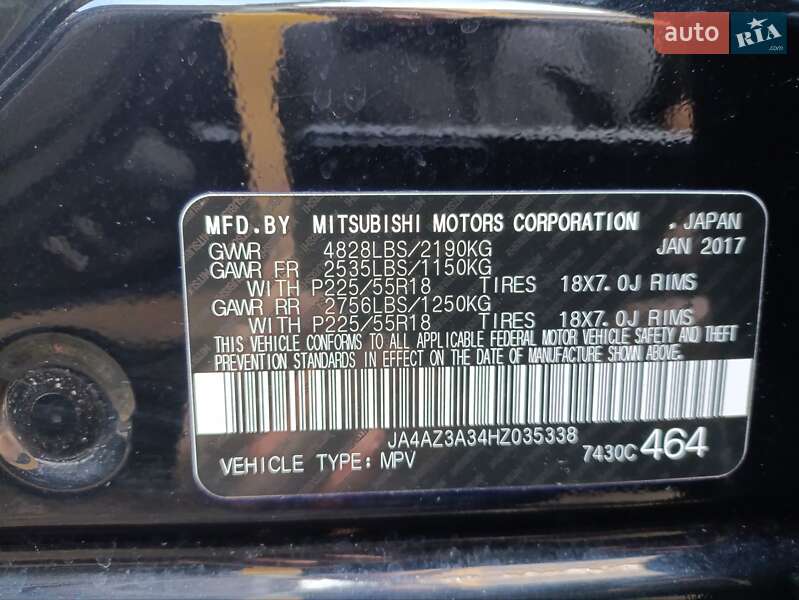 auto RIA.com
MFD.BY MITSUBISHI MOTORS CORPORATION . JAPAN
GVWR 4828LBS/2190KG JAN 2017
GAWR FR 2535LBS/1150KG
WITH P225/55R18 TIRES 18X7.0J RIMS
GAWR RR 2756LBS/1250KG
WITH P225/55R18 TIRES 18X7.0J RIMS
THIS VEHICLE CONFORMS TO ALL APPLICABLE FEDERAL MOTOR VEHICLE SAFETY AND THEFT
PREVENTION STANDARDS IN EFFECT ON THE DATE OF MANUFACTURE SHOWN ABOVE.
JA4AZ3A34HZ035338
VEHICLE TYPE: MPV 7430C 464